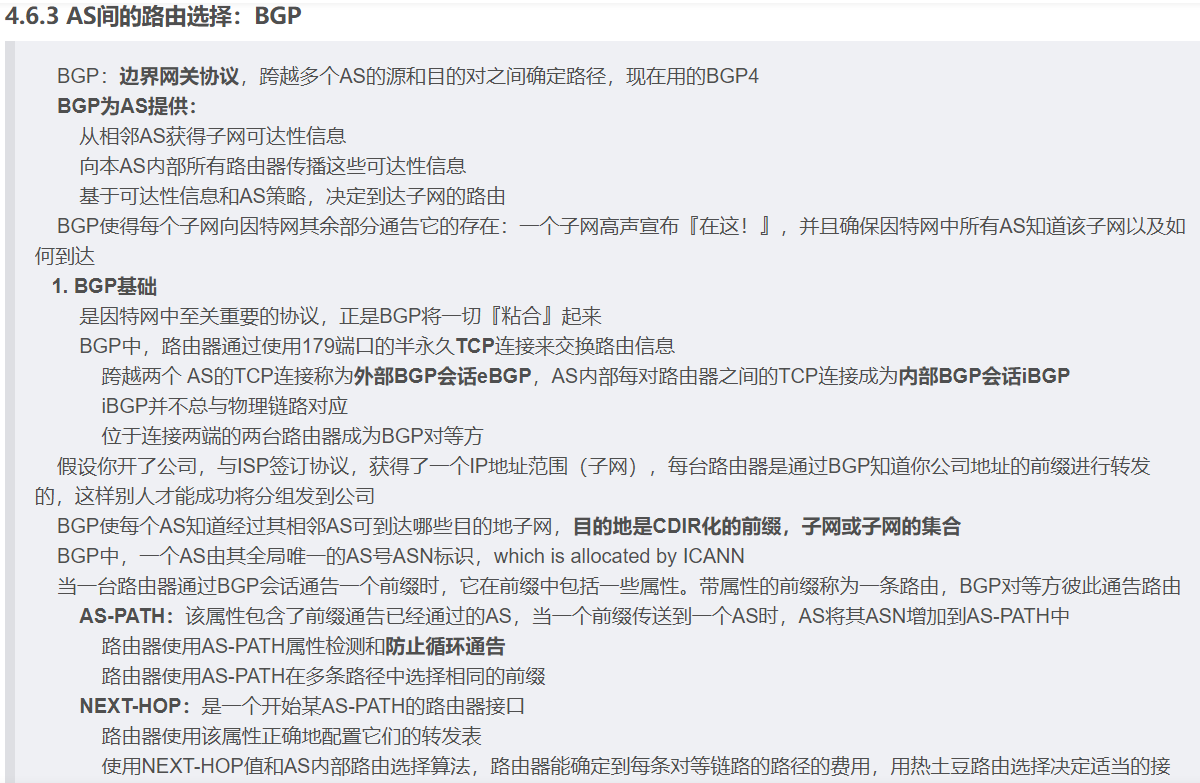 4.6.3 AS间的路由选择：BGP
BGP：边界网关协议，跨越多个AS的源和目的对之间确定路径，现在用的BGP4
BGP为AS提供：
从相邻AS获得子网可达性信息
向本AS内部所有路由器传播这些可达性信息
基于可达性信息和AS策略，决定到达子网的路由
BGP使得每个子网向因特网其余部分通告它的存在：一个子网高声宣布『在这！』，并且确保因特网中所有AS知道该子网以及如
何到达
1. BGP基础
是因特网中至关重要的协议，正是BGP将一切『粘合』起来
BGP中，路由器通过使用179端口的半永久TCP连接来交换路由信息
跨越两个 AS的TCP连接称为外部BGP会话eBGP，AS内部每对路由器之间的TCP连接成为内部BGP会话iBGP
iBGP并不总与物理链路对应
位于连接两端的两台路由器成为BGP对等方
假设你开了公司，与ISP签订协议，获得了一个IP地址范围（子网），每台路由器是通过BGP知道你公司地址的前缀进行转发
的，这样别人才能成功将分组发到公司
BGP使每个AS知道经过其相邻AS可到达哪些目的地子网，目的地是CDIR化的前缀，子网或子网的集合
BGP中，一个AS由其全局唯一的AS号ASN标识，which is allocated by ICANN
当一台路由器通过BGP会话通告一个前缀时，它在前缀中包括一些属性。带属性的前缀称为一条路由，BGP对等方彼此通告路由
AS-PATH：该属性包含了前缀通告已经通过的AS，当一个前缀传送到一个AS时，AS将其ASN增加到AS-PATH中
路由器使用AS-PATH属性检测和防止循环通告
路由器使用AS-PATH在多条路径中选择相同的前缀
NEXT-HOP：是一个开始某AS-PATH的路由器接口
路由器使用该属性正确地配置它们的转发表
使用NEXT-HOP值和AS内部路由选择算法，路由器能确定到每条对等链路的路径的费用，用热土豆路由选择决定适当的接